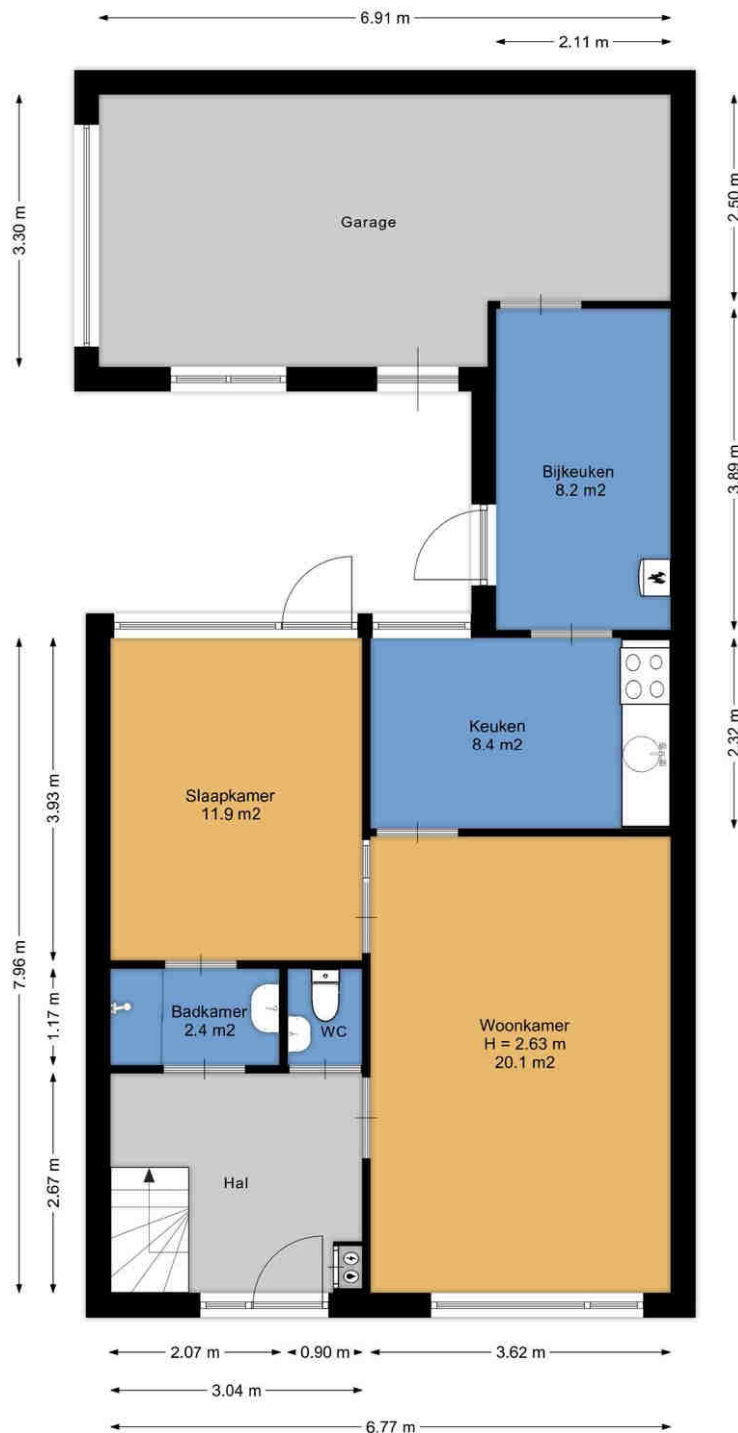 6.91 m
2.11 m
3.30 m
2.50 m
Garage
3.89 m
Bijkeuken
8.2 m2
Keuken
8.4 m2
2.32 m
Slaapkamer
11.9 m2
3.93 m
7.96 m
1.17 m
Badkamer
2.4 m2
WC
Woonkamer
H = 2.63 m
20.1 m2
2.67 m
Hal
2.07 m
0.90 m
3.62 m
3.04 m
6.77 m